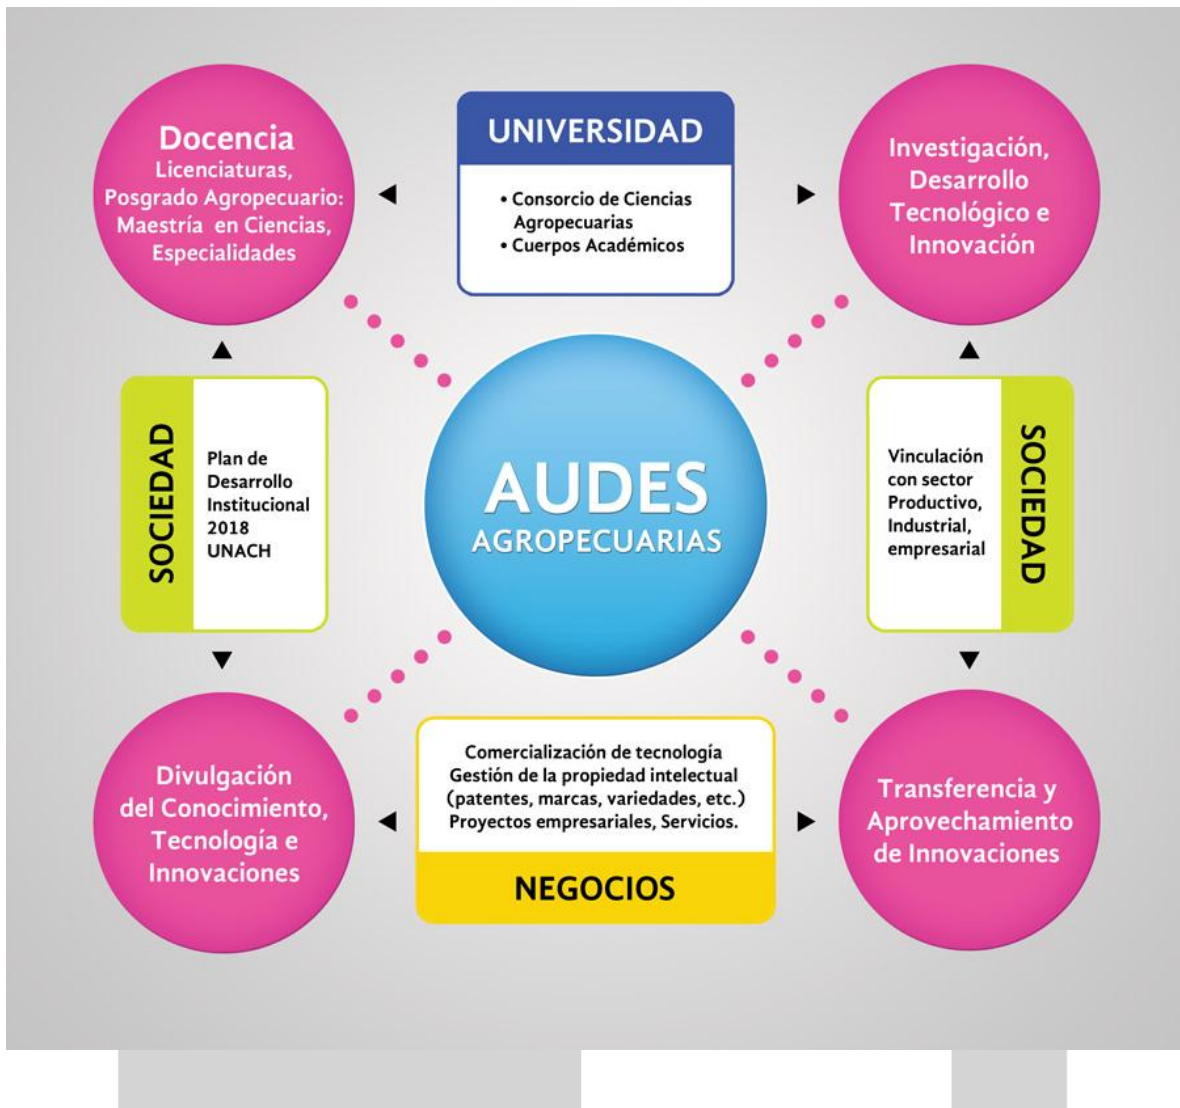 Docencia
Licenciaturas,
Posgrado Agropecuario:
Maestría en Ciencias,
Especialidades
UNIVERSIDAD
• Consorcio de Ciencias
Agropecuarias
• Cuerpos Académicos
Investigación,
Desarrollo
Tecnológico e
Innovación
SOCIEDAD
Plan de
Desarrollo
Institucional
2018
UNACH
AUDES
AGROPECUARIAS
Vinculación
con sector
Productivo,
Industrial,
empresarial
SOCIEDAD
Divulgación
del Conocimiento,
Tecnología e
Innovaciones
Comercialización de tecnología
Gestión de la propiedad intelectual
(patentes, marcas, variedades, etc.)
Proyectos empresariales, Servicios.
NEGOCIOS
Transferencia y
Aprovechamiento
de Innovaciones